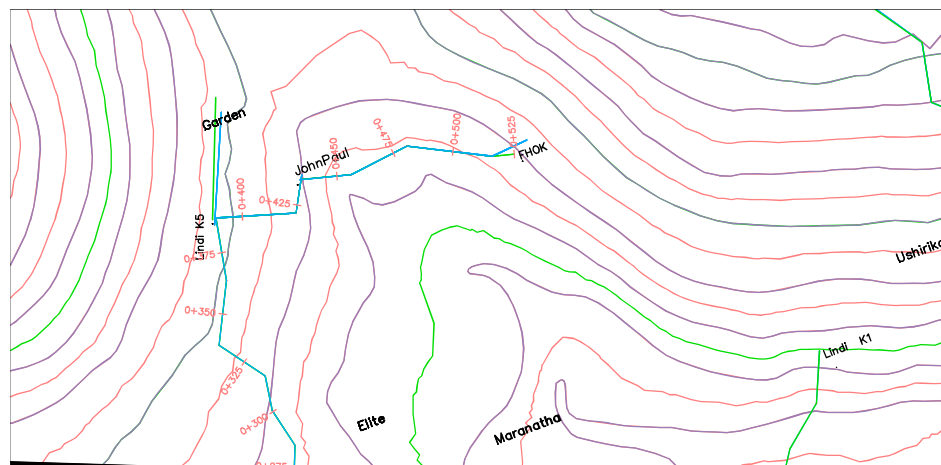 Garden
0+525
0+500
0+475
FHOK
JohnPaul
0+450
0+400
0+425
Lindi K5
0+375
Ushirika
0+350
Lindi K1
0+325
0+300
Elite
Maranatha